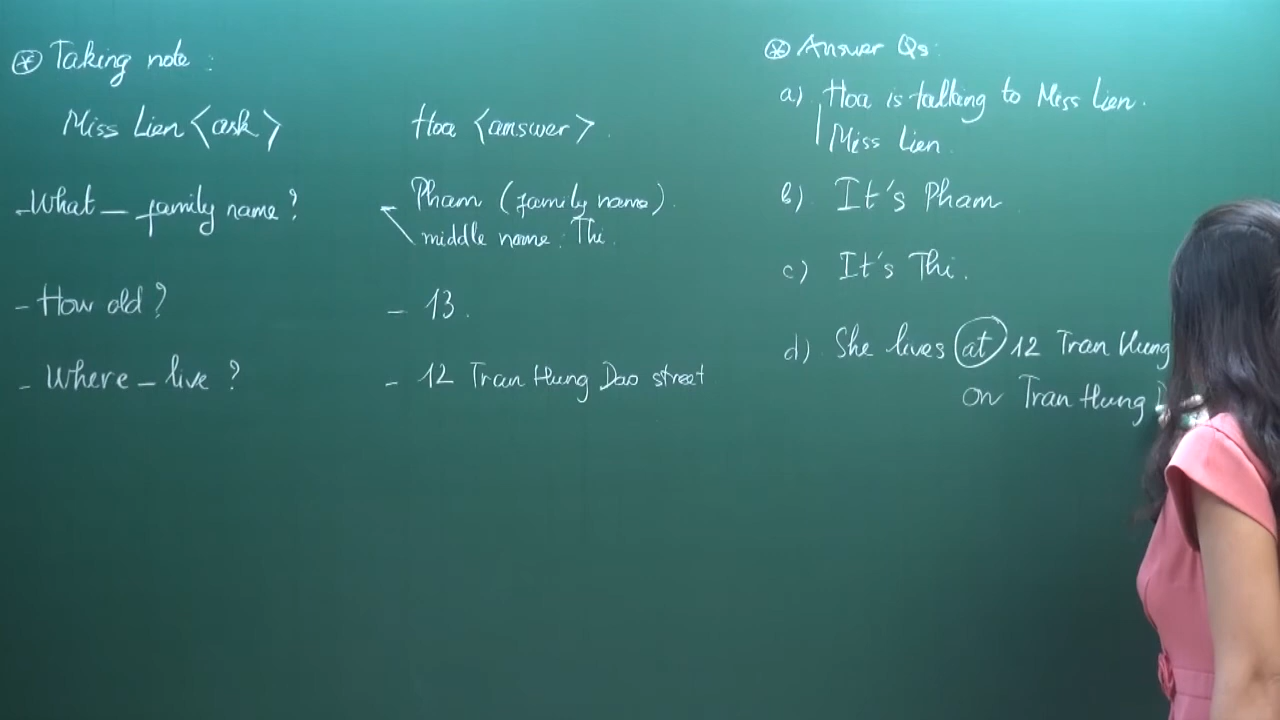 ⊛ Taking note :
Miss Lien <ask>
Hoa <answer>.
- What _ family name?
Pham (family name).
middle name: Thi.
- How old?
- 13.
- Where _ live?
- 12 Tran Hung Dao street
⊛ Answer Qs:
a) Hoa is talking to Miss Lien.
Miss Lien.
b) It's Pham
c) It's Thi.
d) She lives at 12 Tran Hung
on Tran Hung